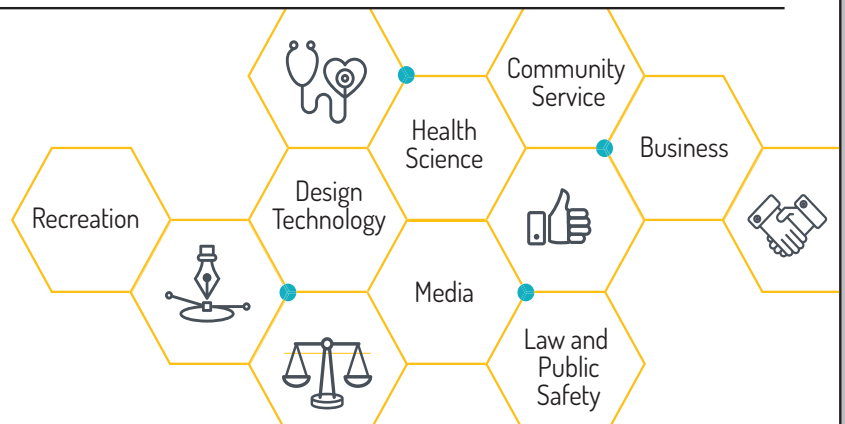 Community
Service
Health
Science
Business
Design
Technology
Recreation
Media
Law and
Public
Safety